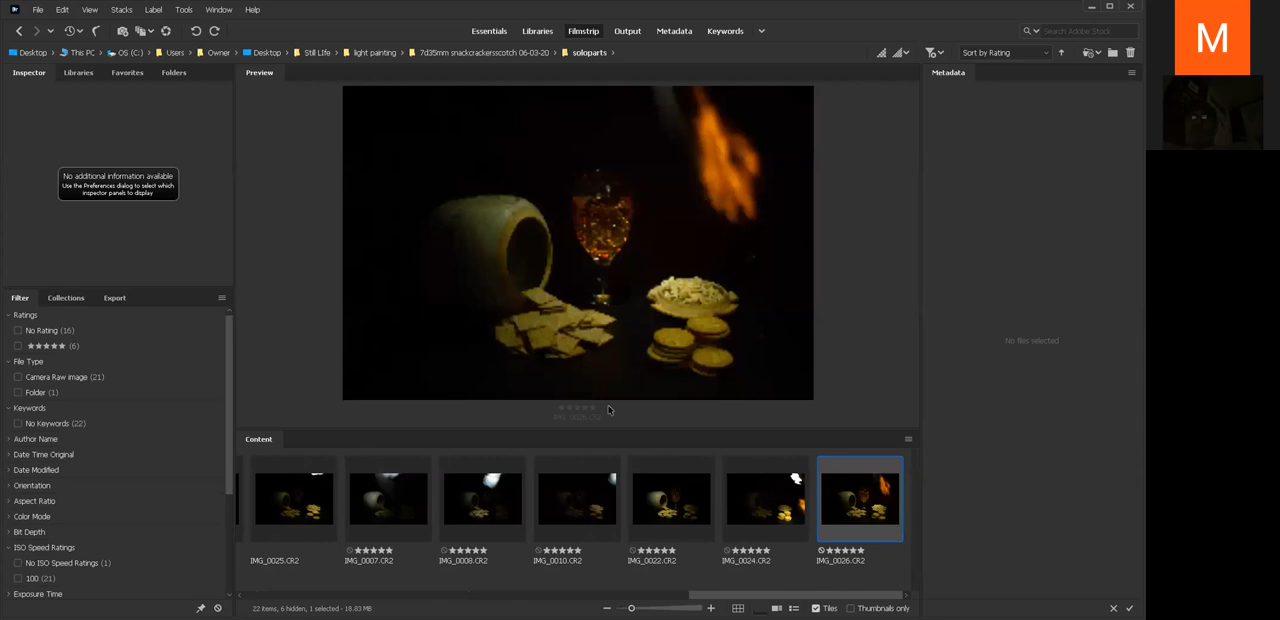 Br File Edit View Stacks Label Tools Window Help
Essentials Libraries Filmstrip Output Metadata Keywords
Search Adobe Stock
Desktop This PC OS (C:) Users Owner Desktop Still Life light painting 7d35mm snackcrackersscotch 06-03-20 soloparts
Sort by Rating
Inspector Libraries Favorites Folders
Preview
Metadata
No additional information available
Use the Preferences dialog to select which
inspector panels to display
No files selected
Filter Collections Export
Ratings
No Rating (16)
★★★★★ (6)
File Type
Camera Raw image (21)
Folder (1)
Keywords
No Keywords (22)
Author Name
Date Time Original
Date Modified
Orientation
Aspect Ratio
Color Mode
Bit Depth
ISO Speed Ratings
No ISO Speed Ratings (1)
100 (21)
Exposure Time
IMG_0026.CR2
Content
IMG_0025.CR2 IMG_0007.CR2 IMG_0008.CR2 IMG_0010.CR2 IMG_0022.CR2 IMG_0024.CR2 IMG_0026.CR2
22 items, 6 hidden, 1 selected - 18.83 MB
Tiles Thumbnails only
M